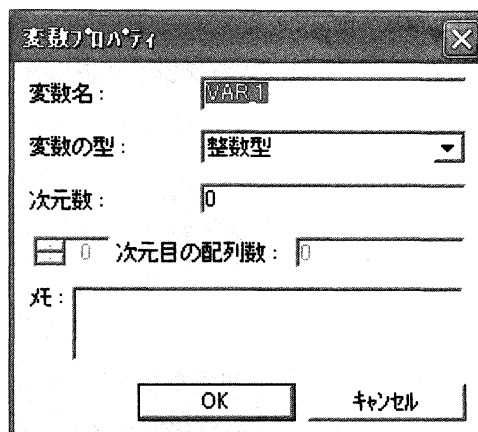 変数ﾌﾟﾛﾊﾟﾃｨ
変数名： VAR1
変数の型： 整数型
次元数： 0
0 次元目の配列数： 0
ﾒﾓ：
OK ｷｬﾝｾﾙ